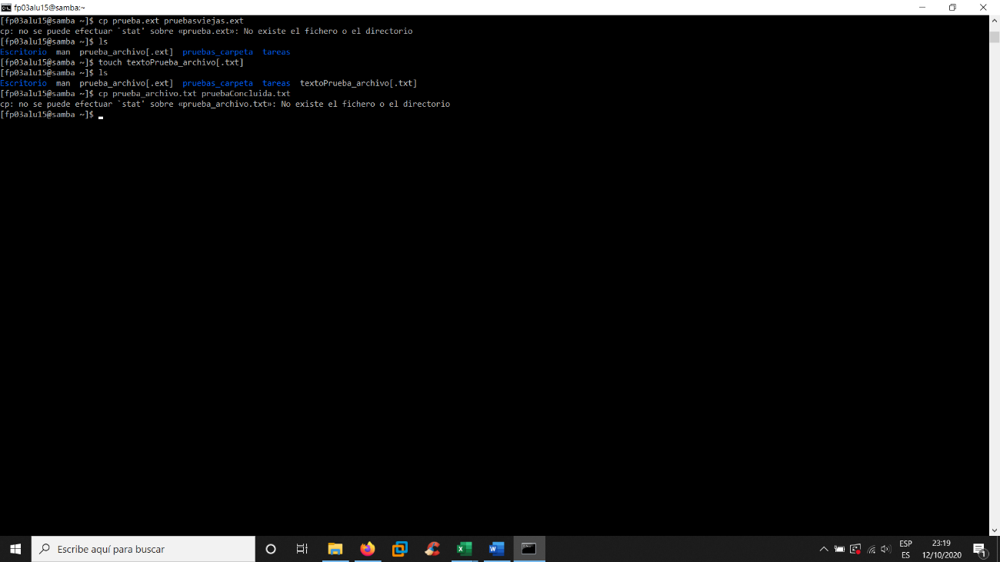 fp03alu15@samba:~
[fp03alu15@samba ~]$ cp prueba.ext pruebasviejas.ext
cp: no se puede efectuar `stat' sobre «prueba.ext»: No existe el fichero o el directorio
[fp03alu15@samba ~]$ ls
Escritorio  man  prueba_archivo[.ext]  pruebas_carpeta  tareas
[fp03alu15@samba ~]$ touch textoPrueba_archivo[.txt]
[fp03alu15@samba ~]$ ls
Escritorio  man  prueba_archivo[.ext]  pruebas_carpeta  tareas  textoPrueba_archivo[.txt]
[fp03alu15@samba ~]$ cp prueba_archivo.txt pruebaConcluida.txt
cp: no se puede efectuar `stat' sobre «prueba_archivo.txt»: No existe el fichero o el directorio
[fp03alu15@samba ~]$
Escribe aquí para buscar
ESP
ES
23:19
12/10/2020
1